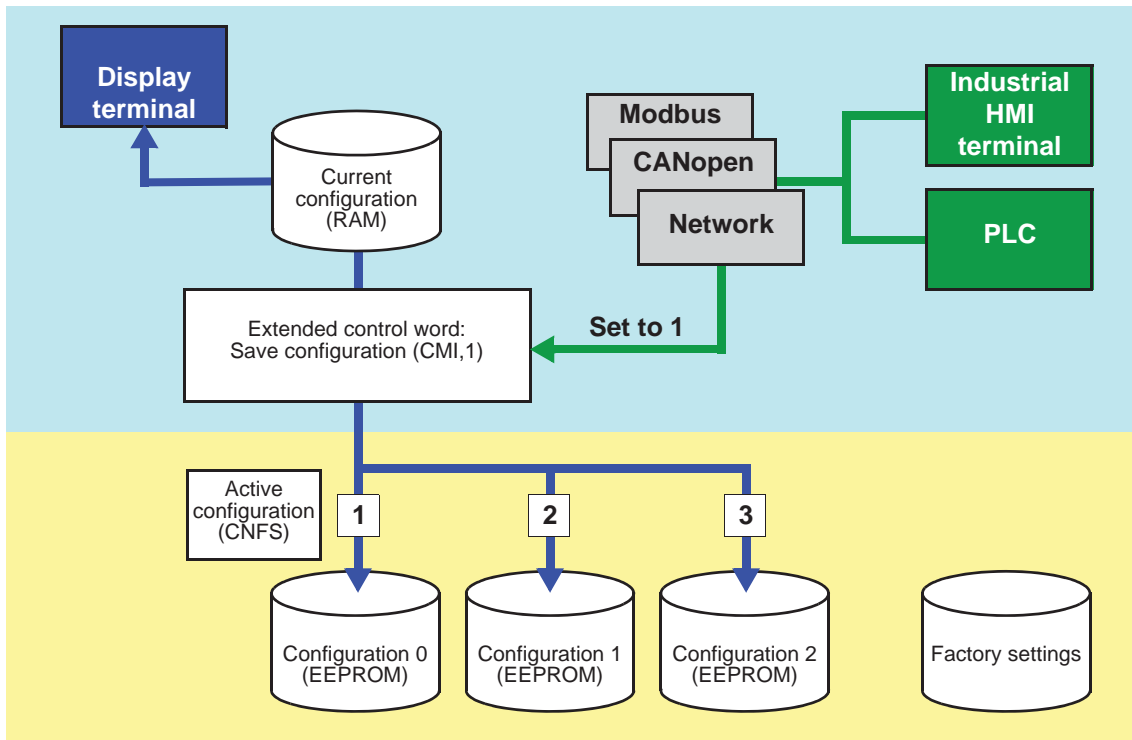 Display
terminal
Current
configuration
(RAM)
Modbus
CANopen
Network
Industrial
HMI
terminal
PLC
Extended control word:
Save configuration (CMI,1)
Set to 1
Active
configuration
(CNFS)
1
2
3
Configuration 0
(EEPROM)
Configuration 1
(EEPROM)
Configuration 2
(EEPROM)
Factory settings